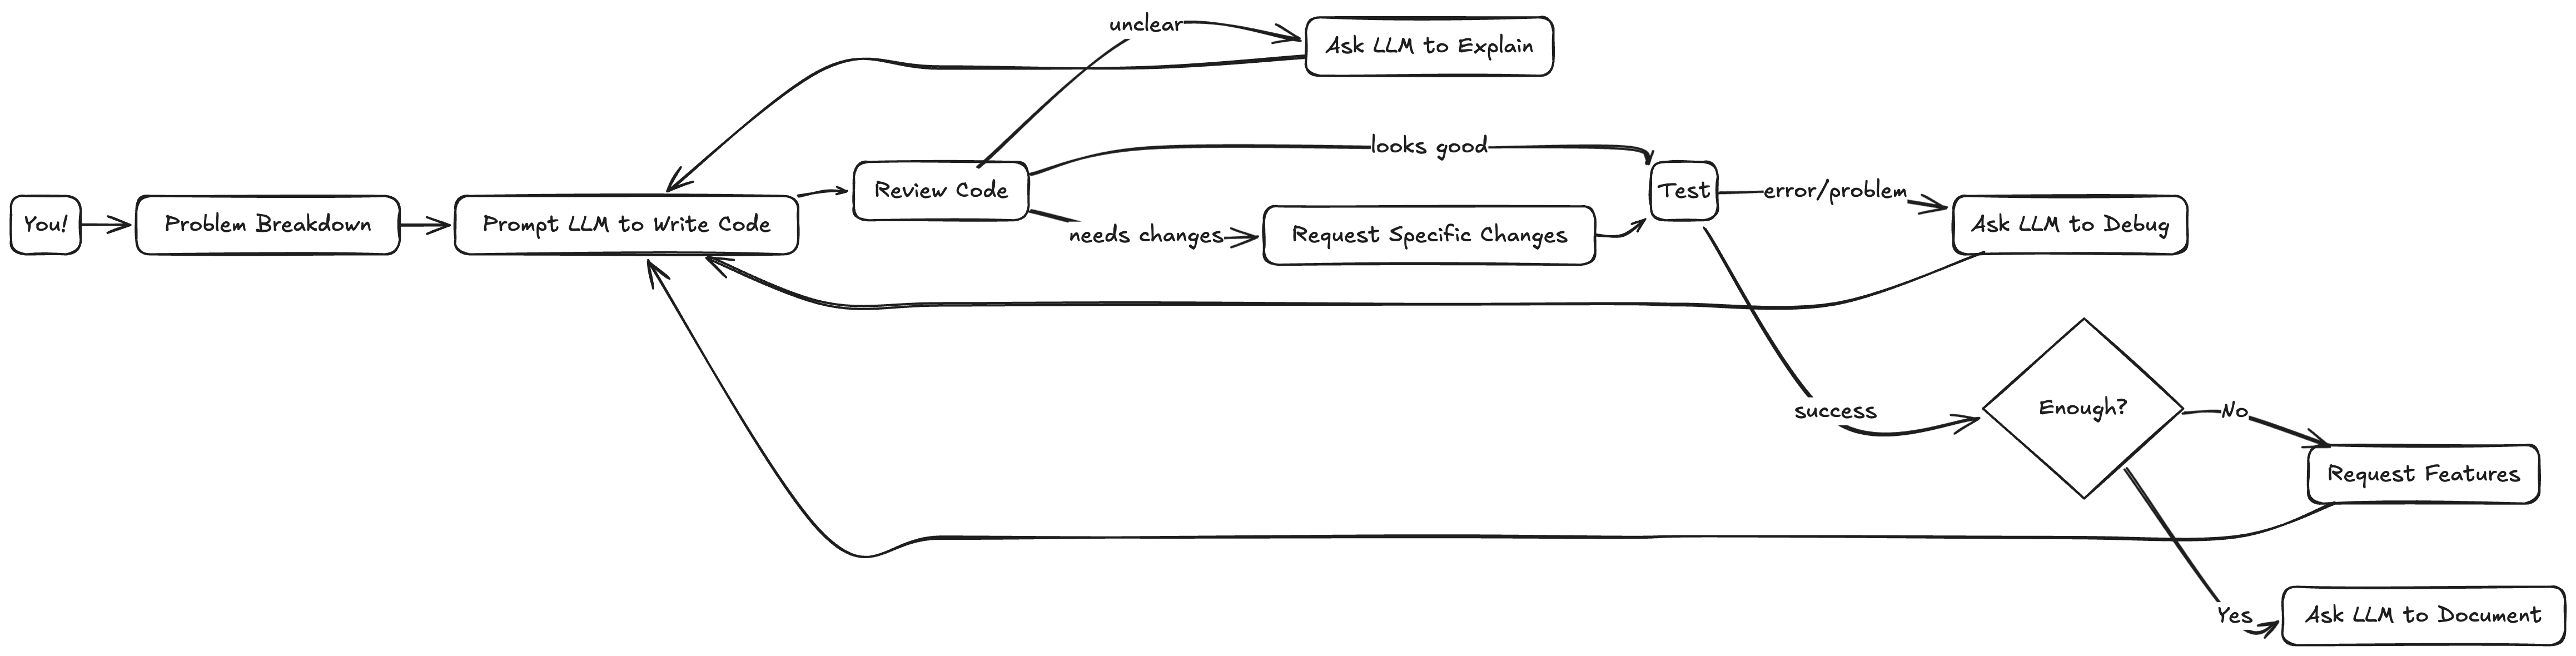 unclear
Ask LLM to Explain
looks good
You!
Problem Breakdown
Prompt LLM to Write Code
Review Code
needs changes
Request Specific Changes
Test
error/problem
Ask LLM to Debug
success
Enough?
No
Request Features
Yes
Ask LLM to Document